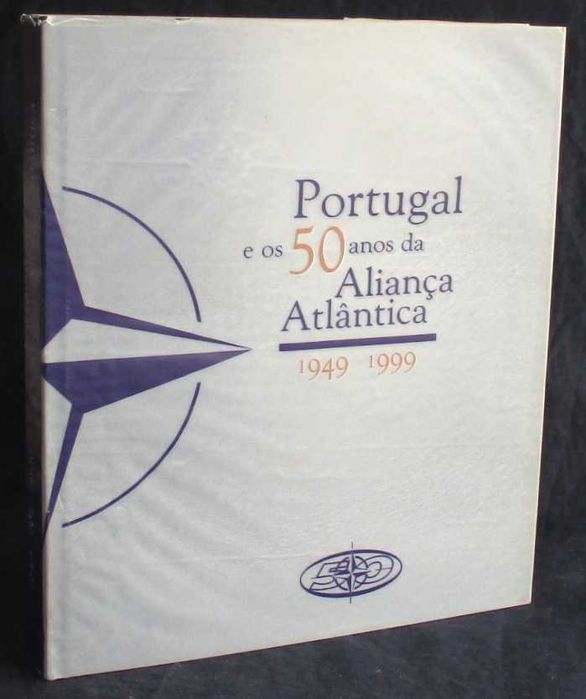 Portugal
e os 50 anos da
Aliança
Atlântica
1949 1999
50